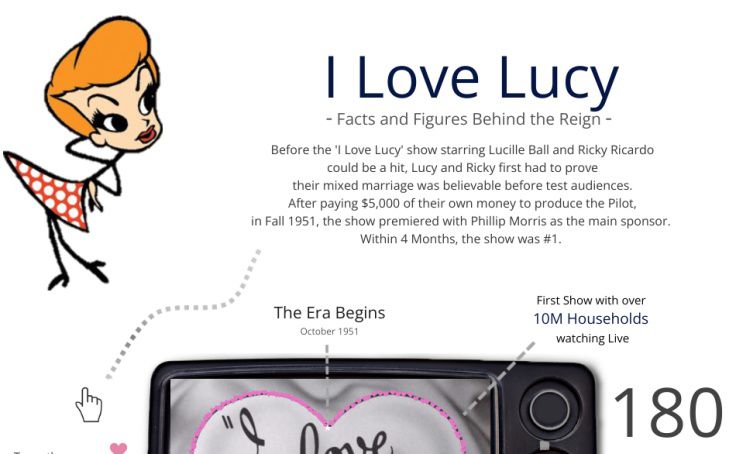 I Love Lucy
- Facts and Figures Behind the Reign -
Before the 'I Love Lucy' show starring Lucille Ball and Ricky Ricardo
could be a hit, Lucy and Ricky first had to prove
their mixed marriage was believable before test audiences.
After paying $5,000 of their own money to produce the Pilot,
in Fall 1951, the show premiered with Phillip Morris as the main sponsor.
Within 4 Months, the show was #1.
The Era Begins
October 1951
First Show with over
10M Households
watching Live
180
"I love